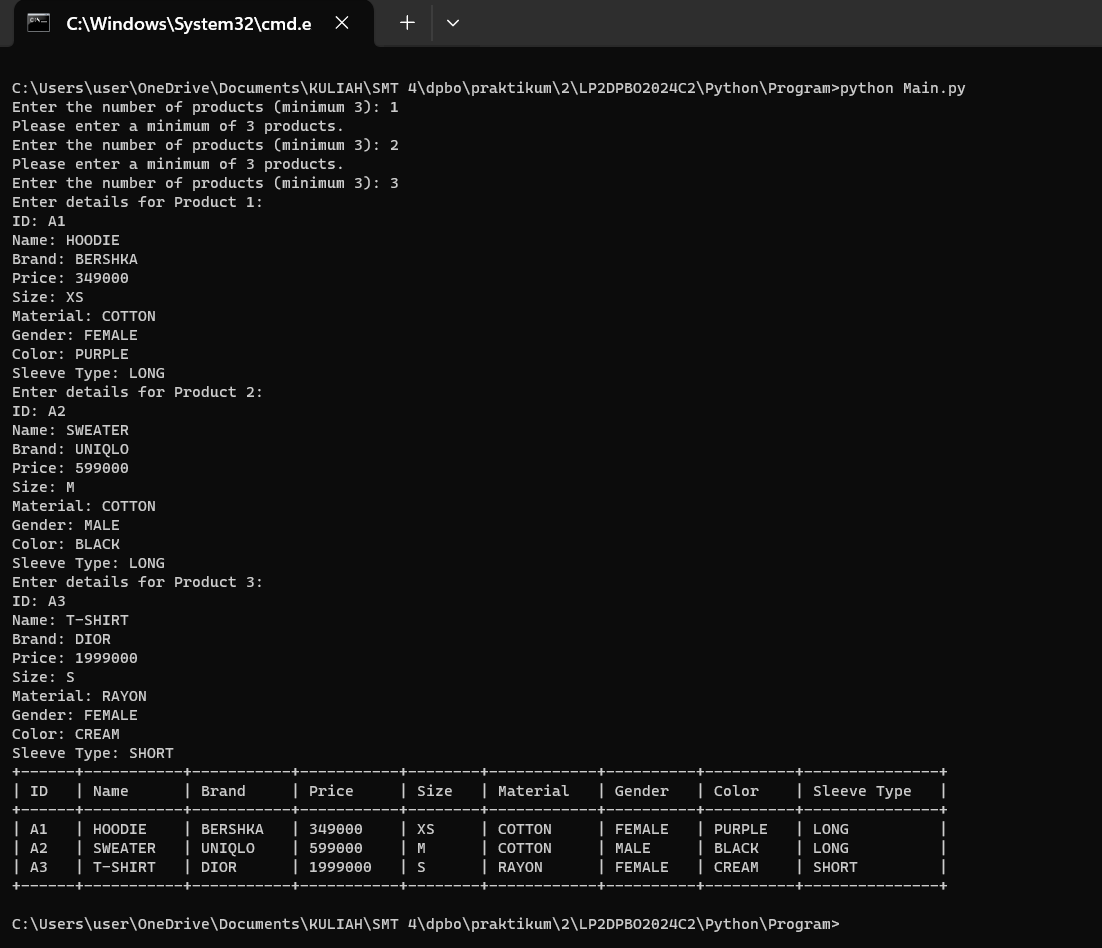 C:\Windows\System32\cmd.e
C:\Users\user\OneDrive\Documents\KULIAH\SMT 4\dpbo\praktikum\2\LP2DPBO2024C2\Python\Program>python Main.py
Enter the number of products (minimum 3): 1
Please enter a minimum of 3 products.
Enter the number of products (minimum 3): 2
Please enter a minimum of 3 products.
Enter the number of products (minimum 3): 3
Enter details for Product 1:
ID: A1
Name: HOODIE
Brand: BERSHKA
Price: 349000
Size: XS
Material: COTTON
Gender: FEMALE
Color: PURPLE
Sleeve Type: LONG
Enter details for Product 2:
ID: A2
Name: SWEATER
Brand: UNIQLO
Price: 599000
Size: M
Material: COTTON
Gender: MALE
Color: BLACK
Sleeve Type: LONG
Enter details for Product 3:
ID: A3
Name: T-SHIRT
Brand: DIOR
Price: 1999000
Size: S
Material: RAYON
Gender: FEMALE
Color: CREAM
Sleeve Type: SHORT
+------+-----------+-----------+-----------+--------+------------+----------+----------+---------------+
| ID   | Name      | Brand     | Price     | Size   | Material   | Gender   | Color    | Sleeve Type   |
+------+-----------+-----------+-----------+--------+------------+----------+----------+---------------+
| A1   | HOODIE    | BERSHKA   | 349000    | XS     | COTTON     | FEMALE   | PURPLE   | LONG          |
| A2   | SWEATER   | UNIQLO    | 599000    | M      | COTTON     | MALE     | BLACK    | LONG          |
| A3   | T-SHIRT   | DIOR      | 1999000   | S      | RAYON      | FEMALE   | CREAM    | SHORT         |
+------+-----------+-----------+-----------+--------+------------+----------+----------+---------------+
C:\Users\user\OneDrive\Documents\KULIAH\SMT 4\dpbo\praktikum\2\LP2DPBO2024C2\Python\Program>